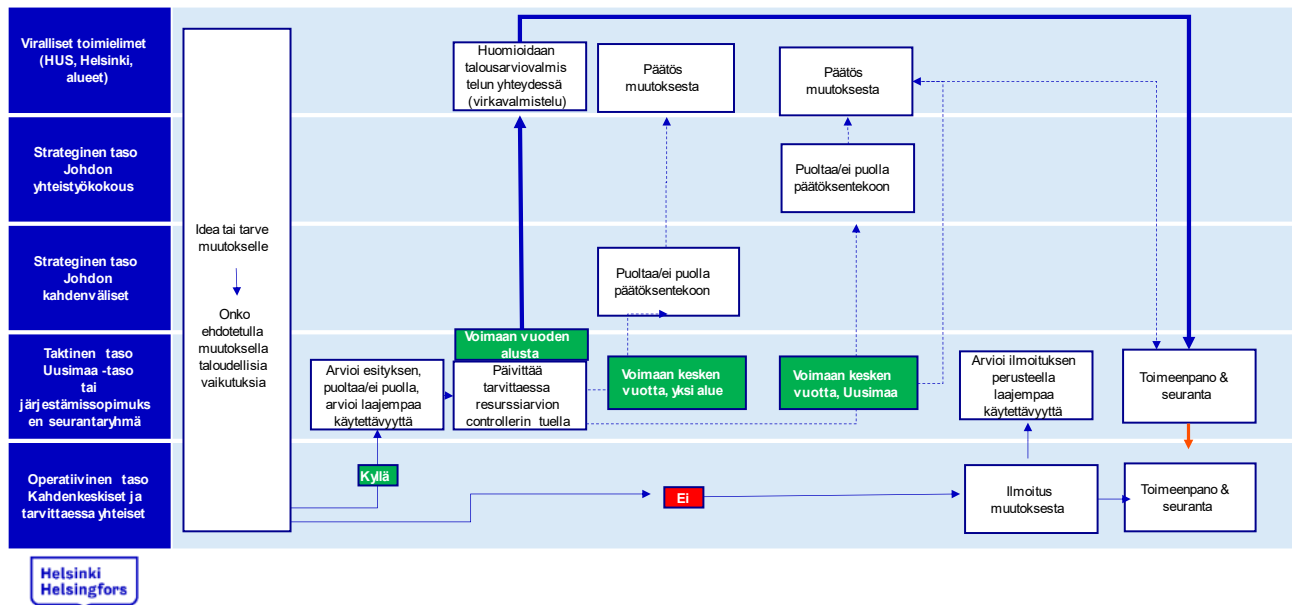 Viralliset toimielimet
(HUS, Helsinki,
alueet)
Huomioidaan
talousarviovalmis
telun yhteydessä
(virkavalmistelu)
Päätös
muutoksesta
Päätös
muutoksesta
Strateginen taso
Johdon
yhteistyökokous
Puoltaa/ei puolla
päätöksentekoon
Idea tai tarve
muutokselle
Onko
ehdotetulla
muutoksella
taloudellisia
vaikutuksia
Strateginen taso
Johdon
kahdenväliset
Puoltaa/ei puolla
päätöksentekoon
Taktinen taso
Uusimaa -taso
tai
järjestämissopimuks
en seurantaryhmä
Arvioi esityksen,
puoltaa/ei puolla,
arvioi laajempaa
käytettävyyttä
Voimaan vuoden
alusta
Päivittää
tarvittaessa
resurssiarvion
controllerin tuella
Voimaan kesken
vuotta, yksi alue
Voimaan kesken
vuotta, Uusimaa
Arvioi ilmoituksen
perusteella
laajempaa
käytettävyyttä
Toimeenpano &
seuranta
Operatiivinen taso
Kahdenkeskiset ja
tarvittaessa yhteiset
Kyllä
Ei
Ilmoitus
muutoksesta
Toimeenpano &
seuranta
Helsinki
Helsingfors